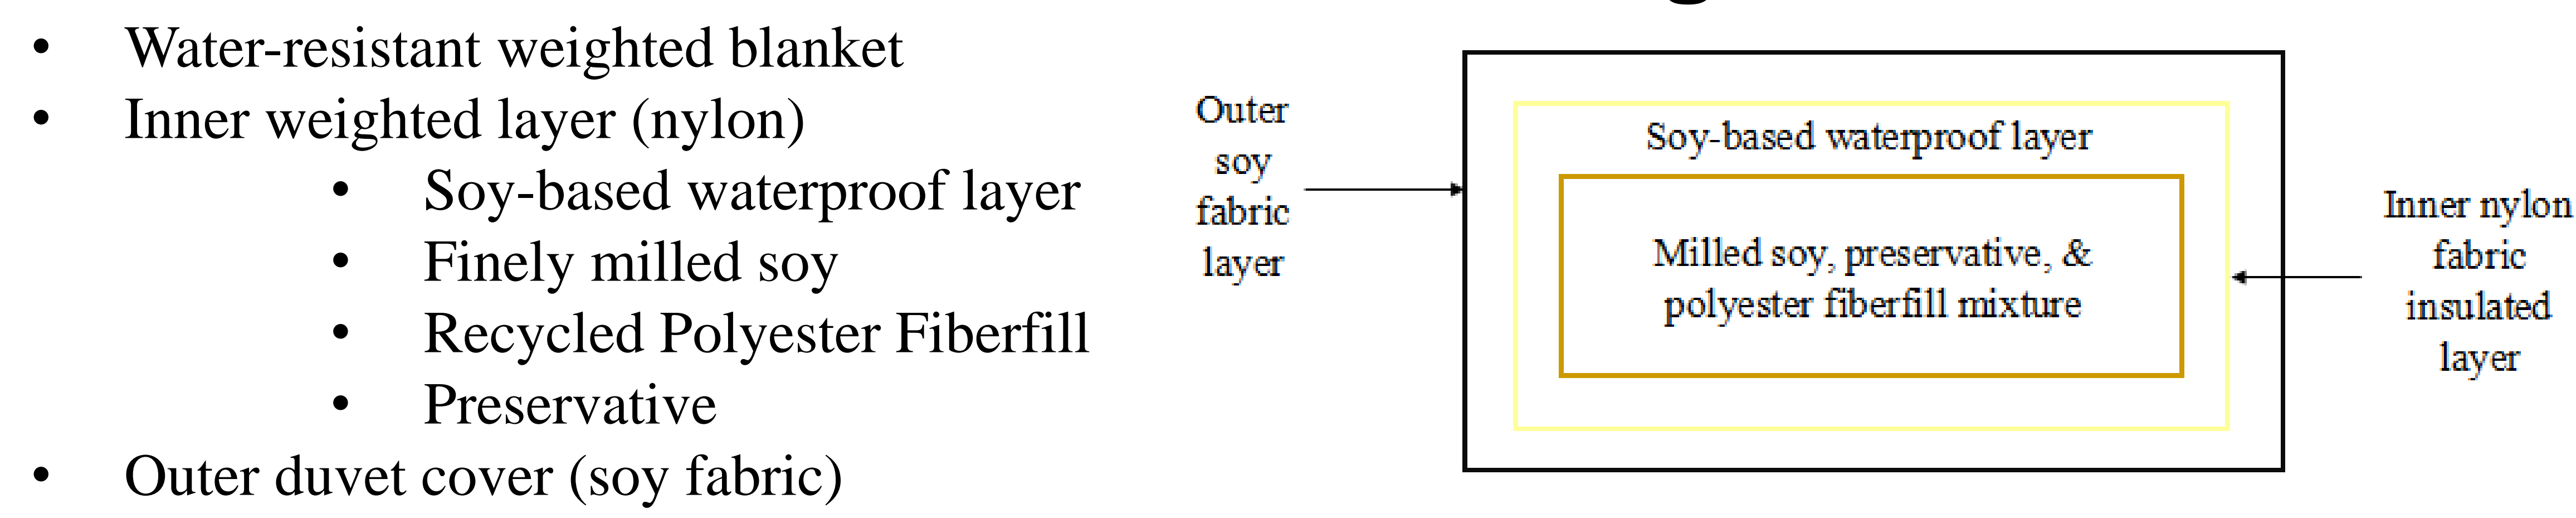 • Water-resistant weighted blanket
• Inner weighted layer (nylon)
• Soy-based waterproof layer
• Finely milled soy
• Recycled Polyester Fiberfill
• Preservative
• Outer duvet cover (soy fabric)
Outer
soy
fabric
layer
Soy-based waterproof layer
Milled soy, preservative, &
polyester fiberfill mixture
Inner nylon
fabric
insulated
layer